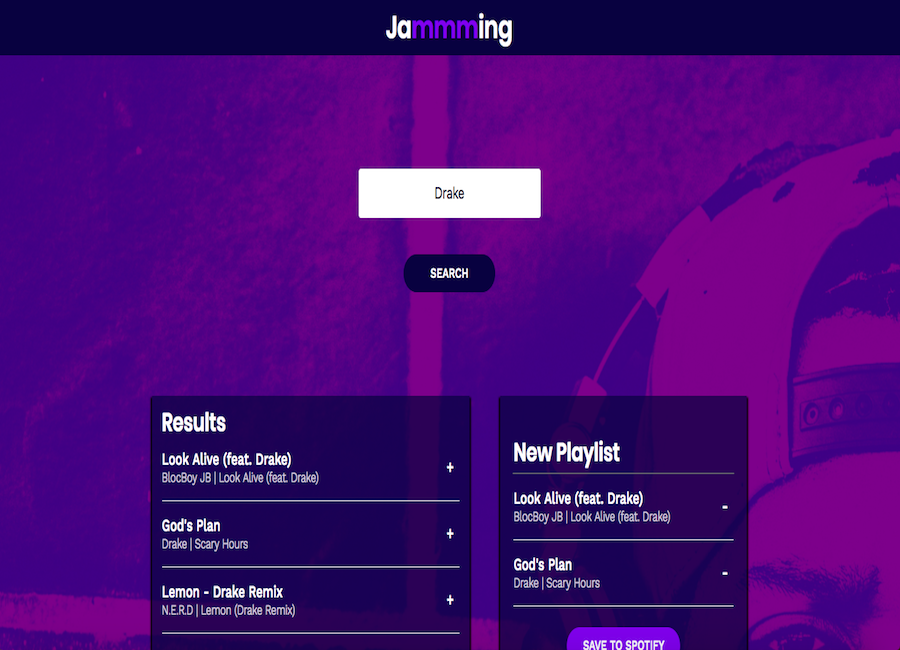 Jammming
Drake
SEARCH
Results
Look Alive (feat. Drake)
BlocBoy JB | Look Alive (feat. Drake)
+
God's Plan
Drake | Scary Hours
+
Lemon - Drake Remix
N.E.R.D | Lemon (Drake Remix)
+
New Playlist
Look Alive (feat. Drake)
BlocBoy JB | Look Alive (feat. Drake)
-
God's Plan
Drake | Scary Hours
-
SAVE TO SPOTIFY